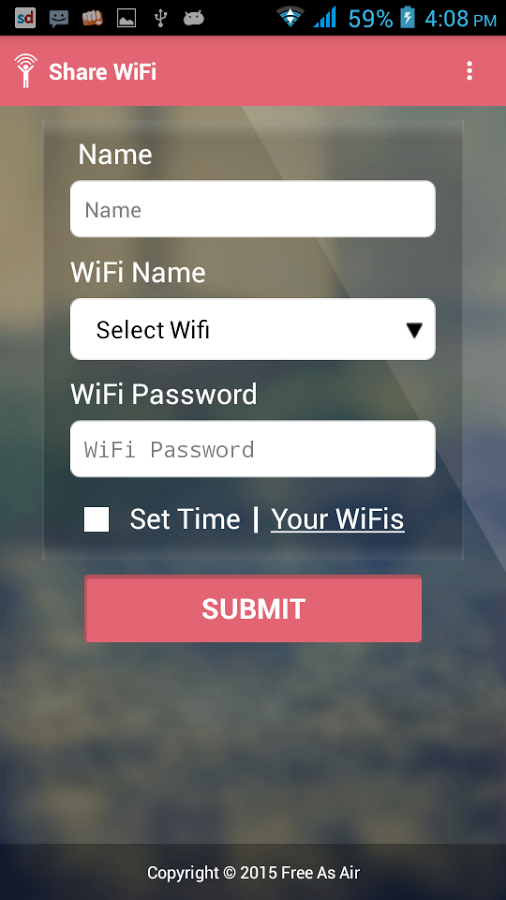 sd 59% 4:08 PM
Share WiFi
Name
Name
WiFi Name
Select Wifi
WiFi Password
WiFi Password
Set Time | Your WiFis
SUBMIT
Copyright © 2015 Free As Air